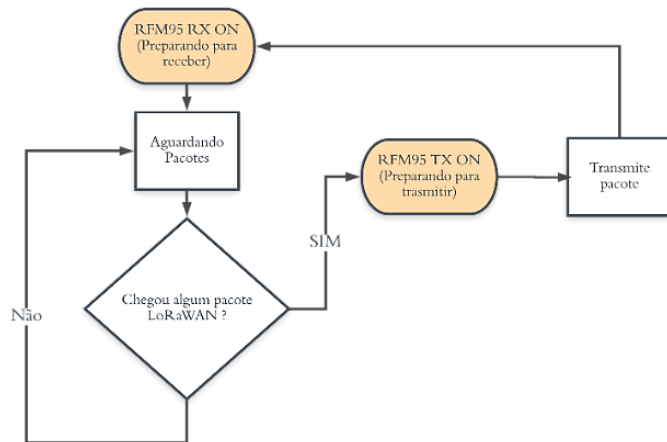 RFM95 RX ON
(Preparando para
receber)
Aguardando
Pacotes
RFM95 TX ON
(Preparando para
trasmitir)
Transmite
pacote
SIM
Chegou algum pacote
LoRaWAN ?
Não